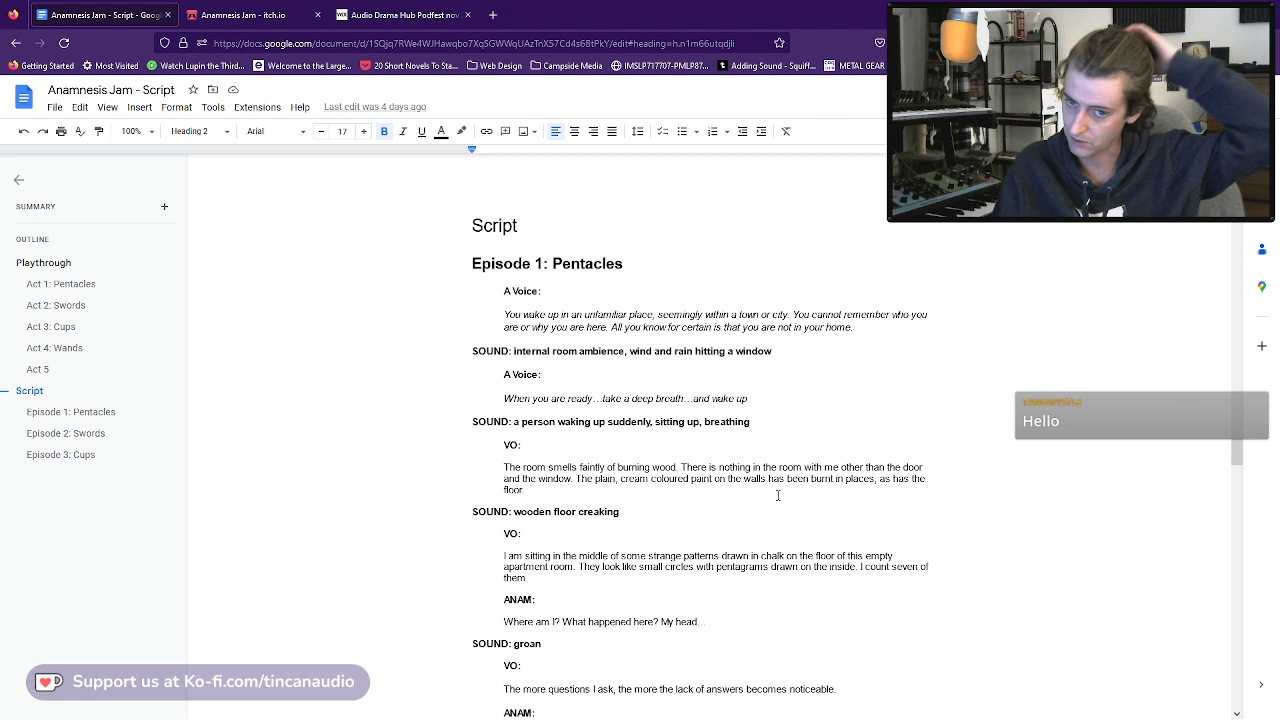 Anamnesis Jam - Script - Goog
Anamnesis Jam - itch.io
Audio Drama Hub Podfest nov
https://docs.google.com/document/d/1SQjq7RWe4WJHawqbo7XqSGWWqUAzTnXS7Cd4s6BtPkY/edit#heading=h.n1m66utqdjli
Getting Started
Most Visited
Watch Lupin the Third...
Welcome to the Large...
20 Short Novels To Sta...
Web Design
Campside Media
IMSLP717707-PMLP87...
Adding Sound - Squiff...
METAL GEAR
Anamnesis Jam - Script
File Edit View Insert Format Tools Extensions Help Last edit was 4 days ago
100% Heading 2 Arial 17
SUMMARY
OUTLINE
Playthrough
Act 1: Pentacles
Act 2: Swords
Act 3: Cups
Act 4: Wands
Act 5
Script
Episode 1: Pentacles
Episode 2: Swords
Episode 3: Cups
Script
Episode 1: Pentacles
A Voice:
You wake up in an unfamiliar place, seemingly within a town or city. You cannot remember who you
are or why you are here. All you know for certain is that you are not in your home.
SOUND: internal room ambience, wind and rain hitting a window
A Voice:
When you are ready…take a deep breath…and wake up
SOUND: a person waking up suddenly, sitting up, breathing
VO:
The room smells faintly of burning wood. There is nothing in the room with me other than the door
and the window. The plain, cream coloured paint on the walls has been burnt in places, as has the
floor.
SOUND: wooden floor creaking
VO:
I am sitting in the middle of some strange patterns drawn in chalk on the floor of this empty
apartment room. They look like small circles with pentagrams drawn on the inside. I count seven of
them.
ANAM:
Where am I? What happened here? My head…
SOUND: groan
VO:
The more questions I ask, the more the lack of answers becomes noticeable.
ANAM:
Hello
Support us at Ko-fi.com/tincanaudio